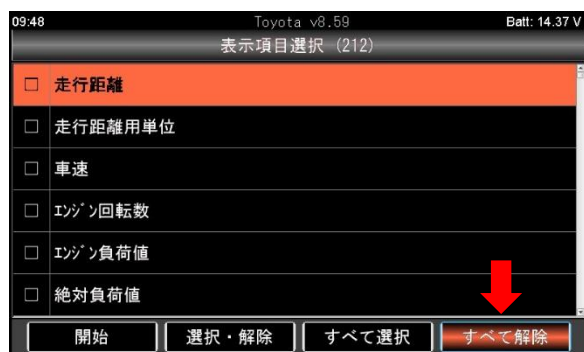 09:48 Toyota v8.59 Batt: 14.37 V
表示項目選択 (212)
走行距離
走行距離用単位
車速
ｴﾝｼﾞﾝ回転数
ｴﾝｼﾞﾝ負荷値
絶対負荷値
開始 選択・解除 すべて選択 すべて解除